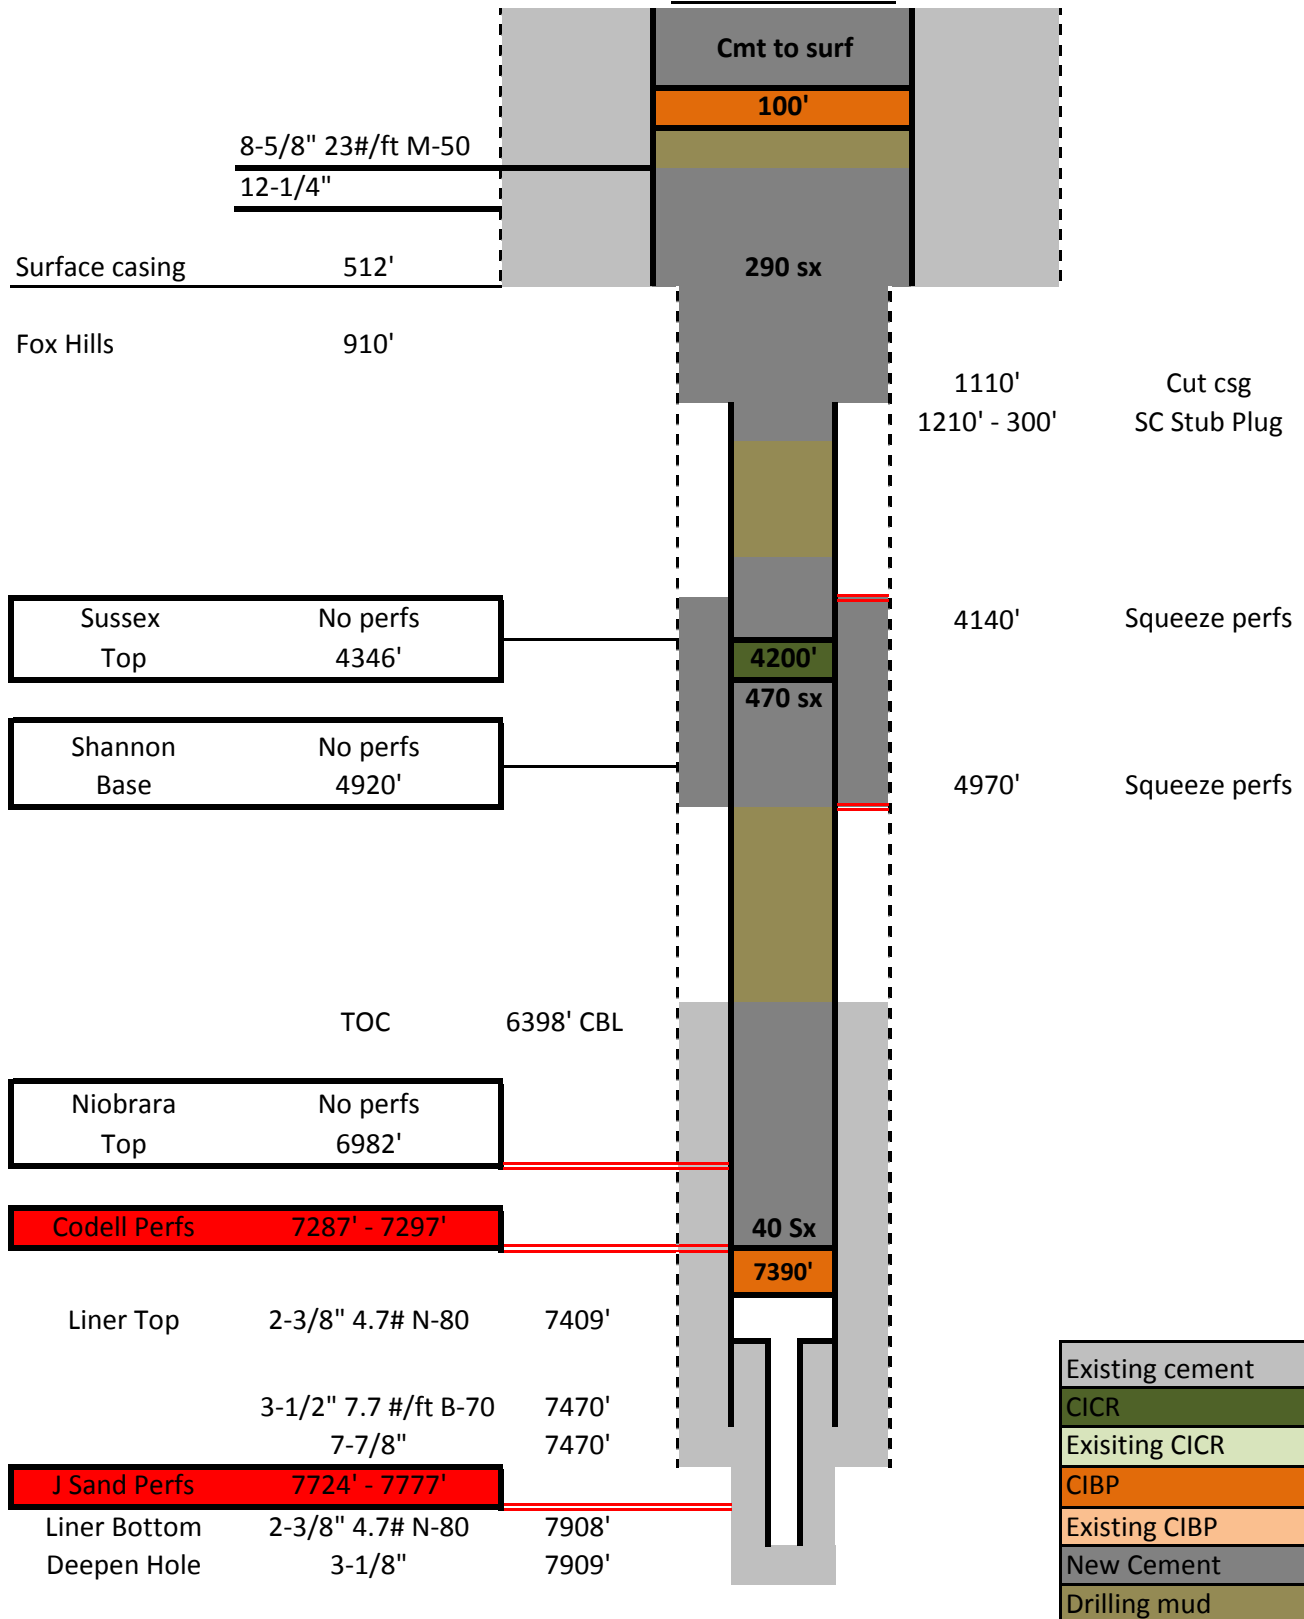 Cmt to surf
100'
8-5/8" 23#/ft M-50
12-1/4"
Surface casing 512' 290 sx
Fox Hills 910'
1110' Cut csg
1210' - 300' SC Stub Plug
Sussex No perfs 4140' Squeeze perfs
Top 4346' 4200'
470 sx
Shannon No perfs
Base 4920' 4970' Squeeze perfs
TOC 6398' CBL
Niobrara No perfs
Top 6982'
Codell Perfs 7287' - 7297' 40 Sx
7390'
Liner Top 2-3/8" 4.7# N-80 7409'
3-1/2" 7.7 #/ft B-70 7470'
7-7/8" 7470'
J Sand Perfs 7724' - 7777'
Liner Bottom 2-3/8" 4.7# N-80 7908'
Deepen Hole 3-1/8" 7909'
Existing cement
CICR
Exisiting CICR
CIBP
Existing CIBP
New Cement
Drilling mud